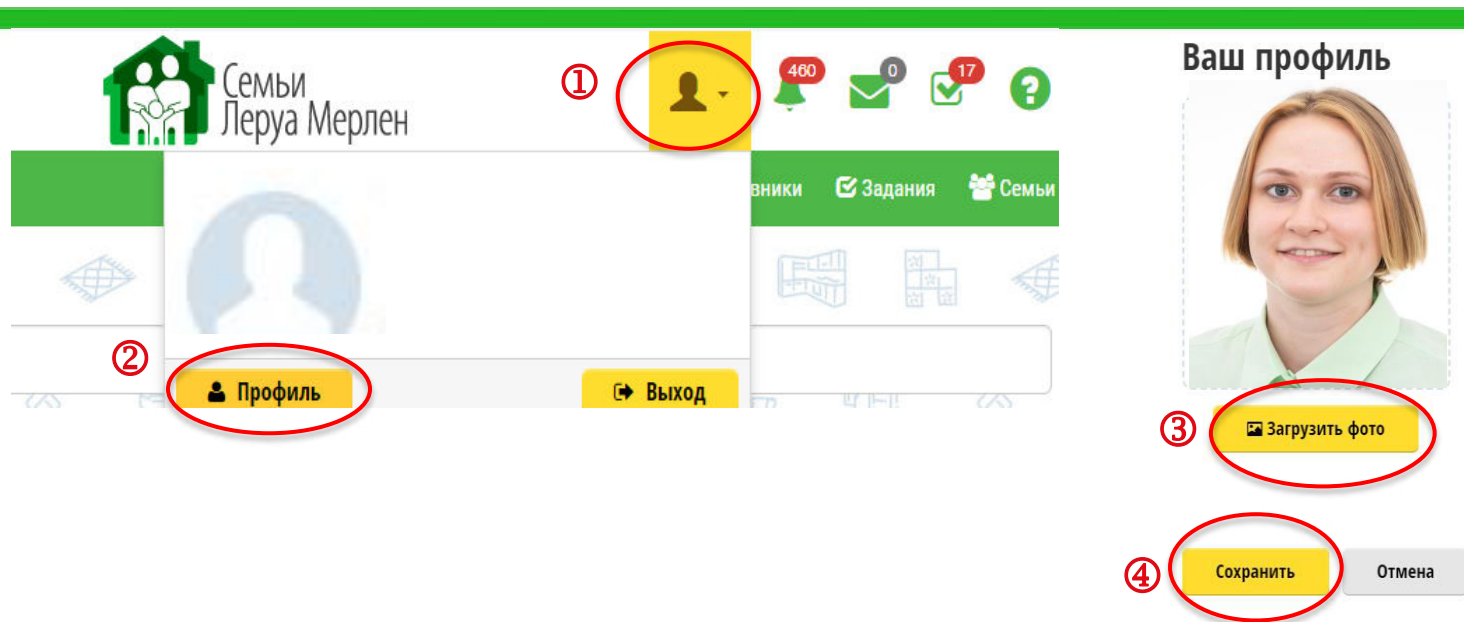 Семьи
Леруа Мерлен
①
460
0
17
?
вники
Задания
Семьи
②
Профиль
Выход
Ваш профиль
③
Загрузить фото
④
Сохранить
Отмена